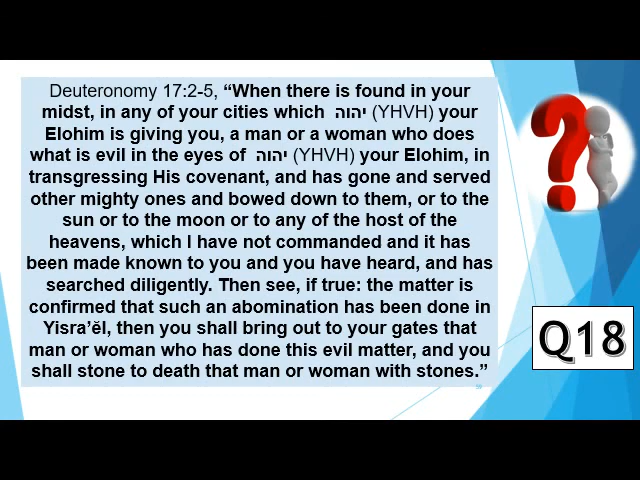 Deuteronomy 17:2-5, “When there is found in your
midst, in any of your cities which יהוה (YHVH) your
Elohim is giving you, a man or a woman who does
what is evil in the eyes of יהוה (YHVH) your Elohim, in
transgressing His covenant, and has gone and served
other mighty ones and bowed down to them, or to the
sun or to the moon or to any of the host of the
heavens, which I have not commanded and it has
been made known to you and you have heard, and has
searched diligently. Then see, if true: the matter is
confirmed that such an abomination has been done in
Yisra’ĕl, then you shall bring out to your gates that
man or woman who has done this evil matter, and you
shall stone to death that man or woman with stones.”
Q18